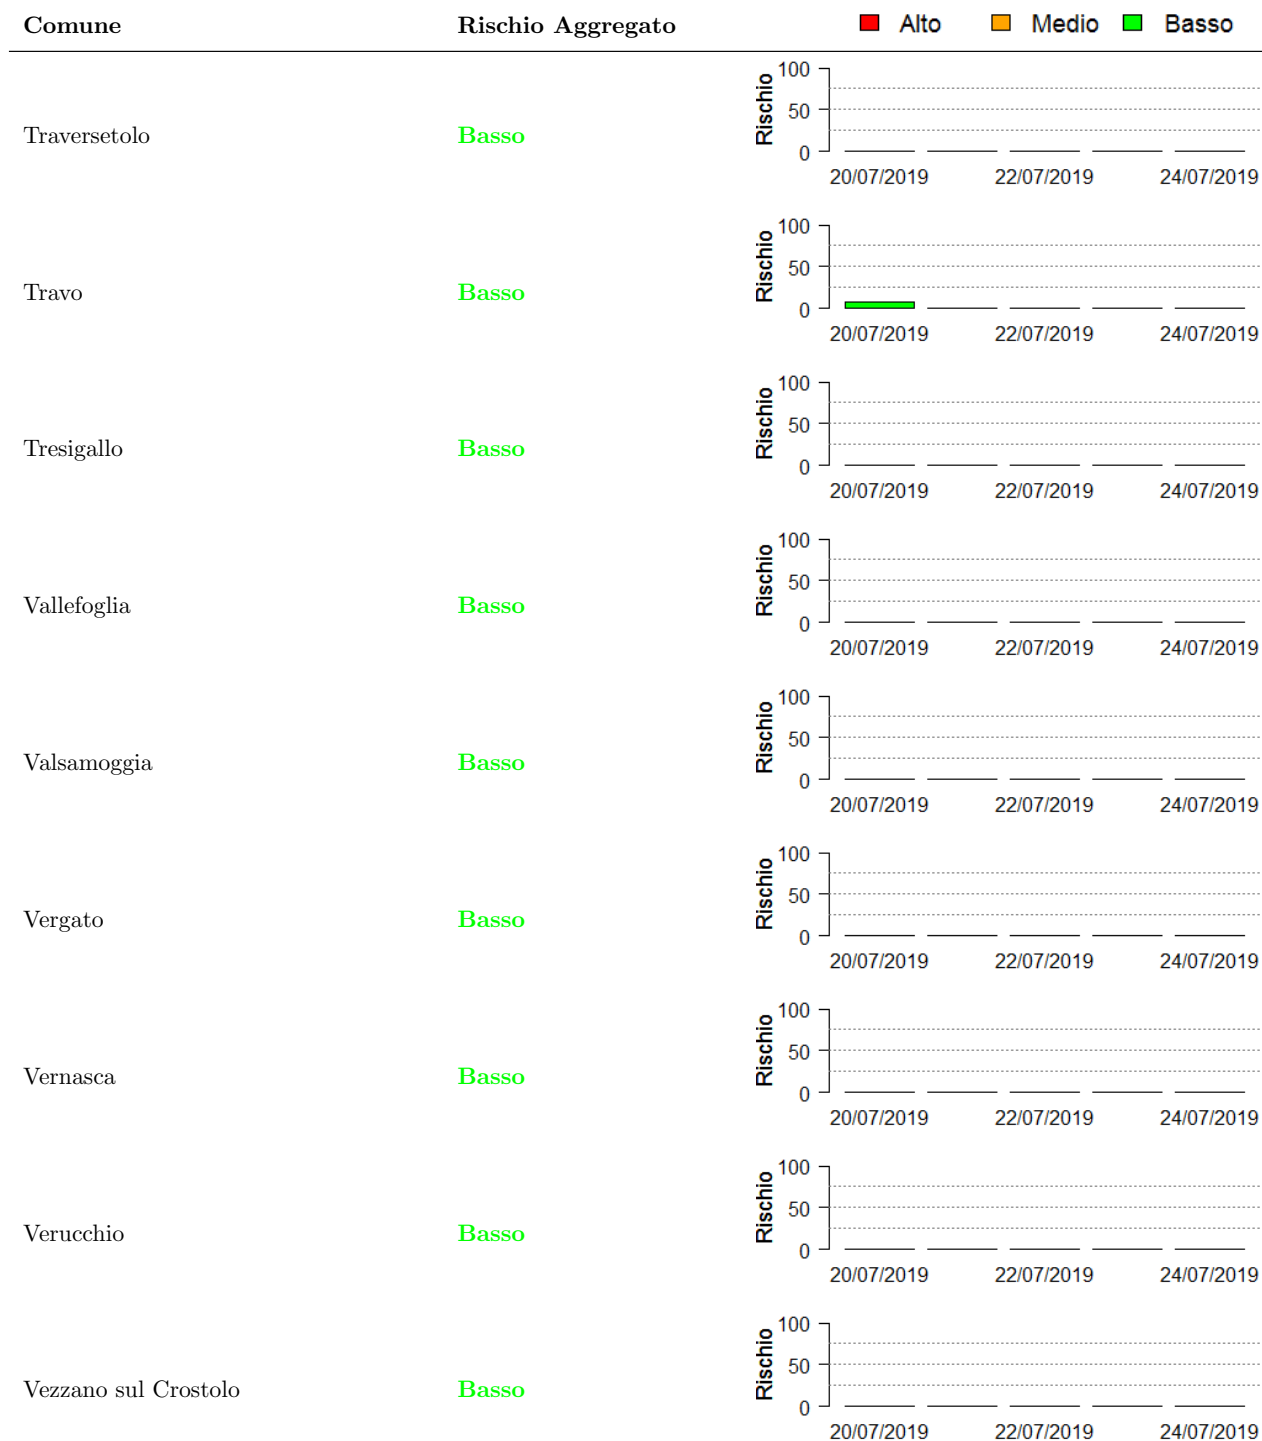 Comune Rischio Aggregato Alto Medio Basso
100
50
0
Rischio
Traversetolo Basso
20/07/2019 22/07/2019 24/07/2019
100
50
0
Rischio
Travo Basso
20/07/2019 22/07/2019 24/07/2019
100
50
0
Rischio
Tresigallo Basso
20/07/2019 22/07/2019 24/07/2019
100
50
0
Rischio
Vallefoglia Basso
20/07/2019 22/07/2019 24/07/2019
100
50
0
Rischio
Valsamoggia Basso
20/07/2019 22/07/2019 24/07/2019
100
50
0
Rischio
Vergato Basso
20/07/2019 22/07/2019 24/07/2019
100
50
0
Rischio
Vernasca Basso
20/07/2019 22/07/2019 24/07/2019
100
50
0
Rischio
Verucchio Basso
20/07/2019 22/07/2019 24/07/2019
100
50
0
Rischio
Vezzano sul Crostolo Basso
20/07/2019 22/07/2019 24/07/2019